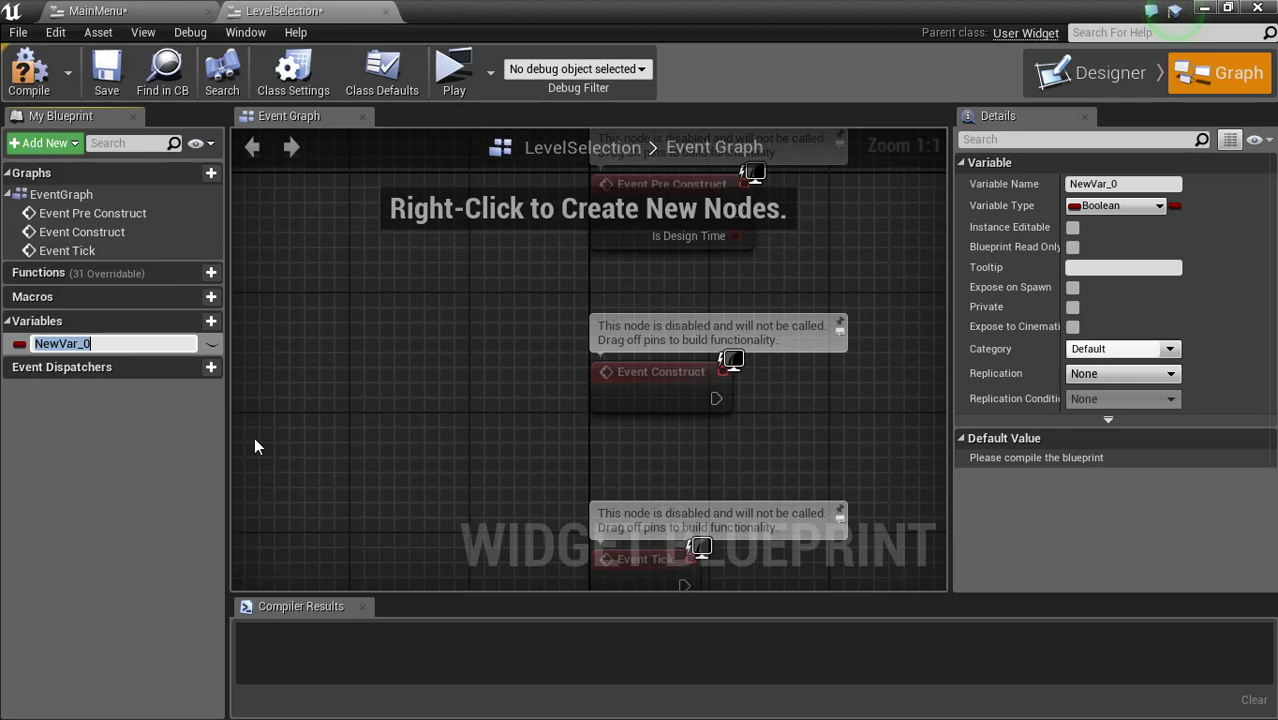 MainMenu*
LevelSelection*
File Edit Asset View Debug Window Help
Parent class: User Widget
Search For Help
Compile
Save
Find in CB
Search
Class Settings
Class Defaults
Play
No debug object selected
Debug Filter
Designer
Graph
My Blueprint
+ Add New
Search
Graphs
EventGraph
Event Pre Construct
Event Construct
Event Tick
Functions (31 Overridable)
Macros
Variables
NewVar_0
Event Dispatchers
Event Graph
LevelSelection > Event Graph
Zoom 1:1
This node is disabled and will not be called.
Drag off pins to build functionality.
Event Pre Construct
Right-Click to Create New Nodes.
Is Design Time
This node is disabled and will not be called.
Drag off pins to build functionality.
Event Construct
This node is disabled and will not be called.
Drag off pins to build functionality.
Event Tick
WIDGET BLUEPRINT
Compiler Results
Clear
Details
Search
Variable
Variable Name NewVar_0
Variable Type Boolean
Instance Editable
Blueprint Read Only
Tooltip
Expose on Spawn
Private
Expose to Cinemati
Category Default
Replication None
Replication Conditi None
Default Value
Please compile the blueprint